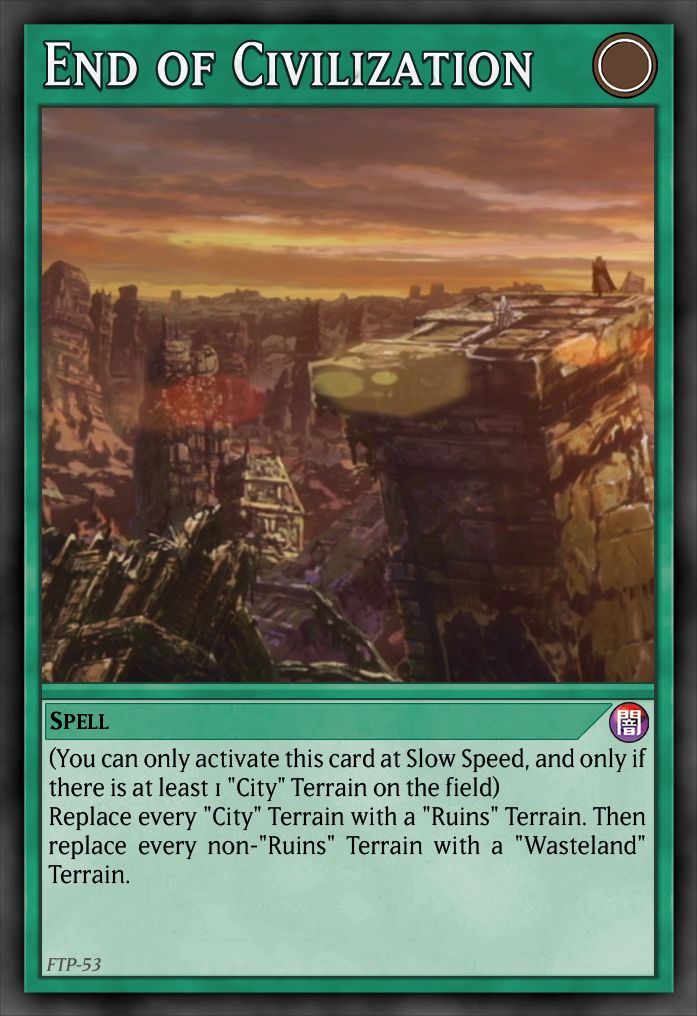 End of Civilization
Spell
闇
(You can only activate this card at Slow Speed, and only if
there is at least 1 "City" Terrain on the field)
Replace every "City" Terrain with a "Ruins" Terrain. Then
replace every non-"Ruins" Terrain with a "Wasteland"
Terrain.
FTP-53